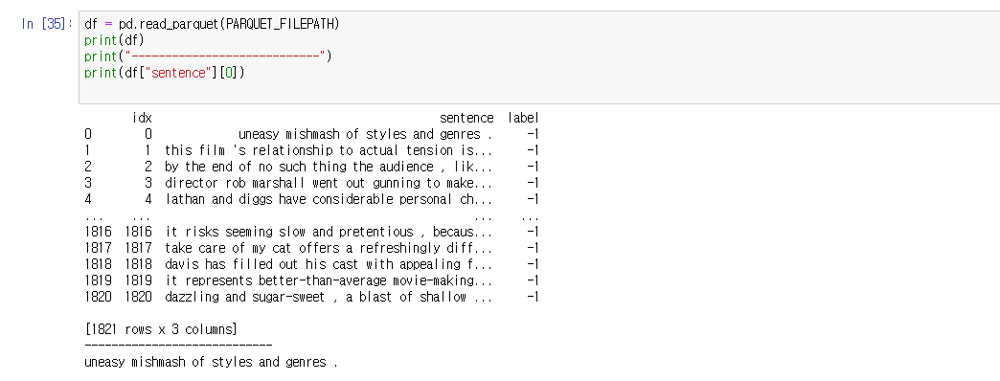 In [35]: df = pd.read_parquet(PARQUET_FILEPATH)
print(df)
print("----------------------------")
print(df["sentence"][0])
idx sentence label
0 0 uneasy mishmash of styles and genres . -1
1 1 this film 's relationship to actual tension is... -1
2 2 by the end of no such thing the audience , lik... -1
3 3 director rob marshall went out gunning to make... -1
4 4 lathan and diggs have considerable personal ch... -1
... ... ... ...
1816 1816 it risks seeming slow and pretentious , becaus... -1
1817 1817 take care of my cat offers a refreshingly diff... -1
1818 1818 davis has filled out his cast with appealing f... -1
1819 1819 it represents better-than-average movie-making... -1
1820 1820 dazzling and sugar-sweet , a blast of shallow ... -1
[1821 rows x 3 columns]
----------------------------
uneasy mishmash of styles and genres .